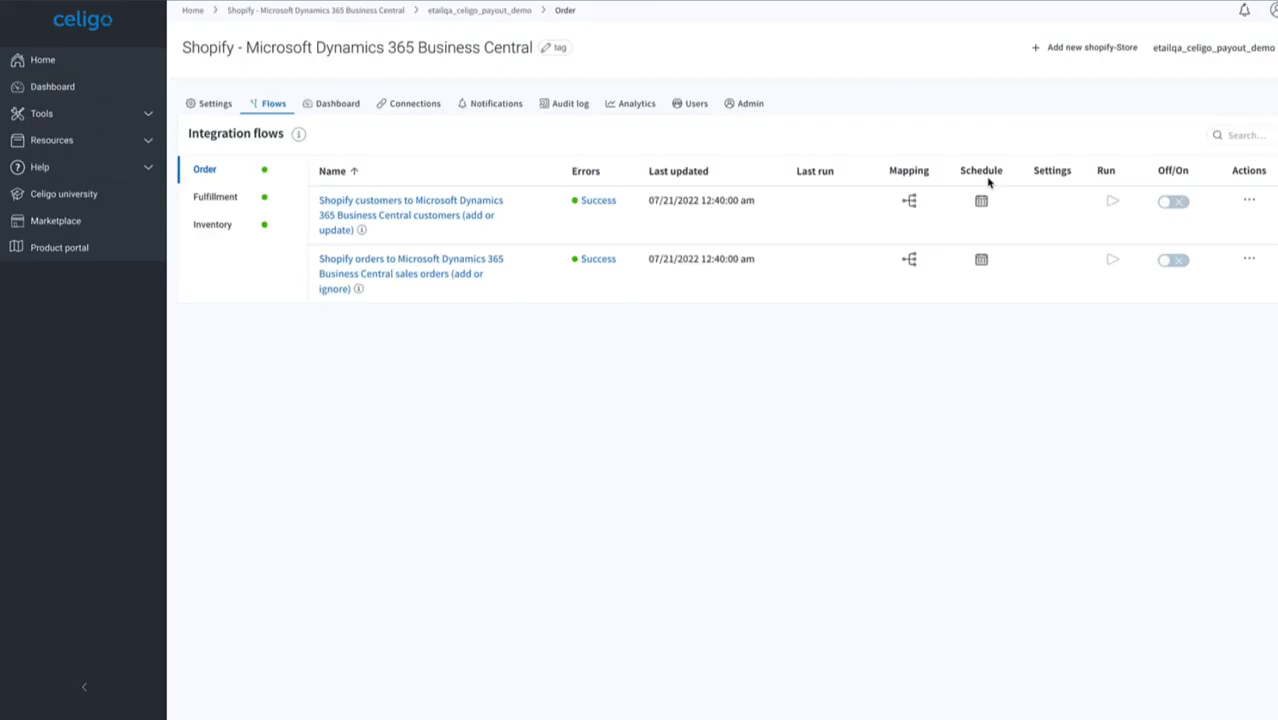 celigo
Home > Shopify - Microsoft Dynamics 365 Business Central > etailqa_celigo_payout_demo > Order
Shopify - Microsoft Dynamics 365 Business Central tag
+ Add new shopify-Store etailqa_celigo_payout_demo
Home
Dashboard
Tools
Resources
Help
Celigo university
Marketplace
Product portal
Settings Flows Dashboard Connections Notifications Audit log Analytics Users Admin
Integration flows
Search...
Order
Fulfillment
Inventory
Name Errors Last updated Last run Mapping Schedule Settings Run Off/On Actions
Shopify customers to Microsoft Dynamics
365 Business Central customers (add or
update)
Success 07/21/2022 12:40:00 am
Shopify orders to Microsoft Dynamics 365
Business Central sales orders (add or
ignore)
Success 07/21/2022 12:40:00 am